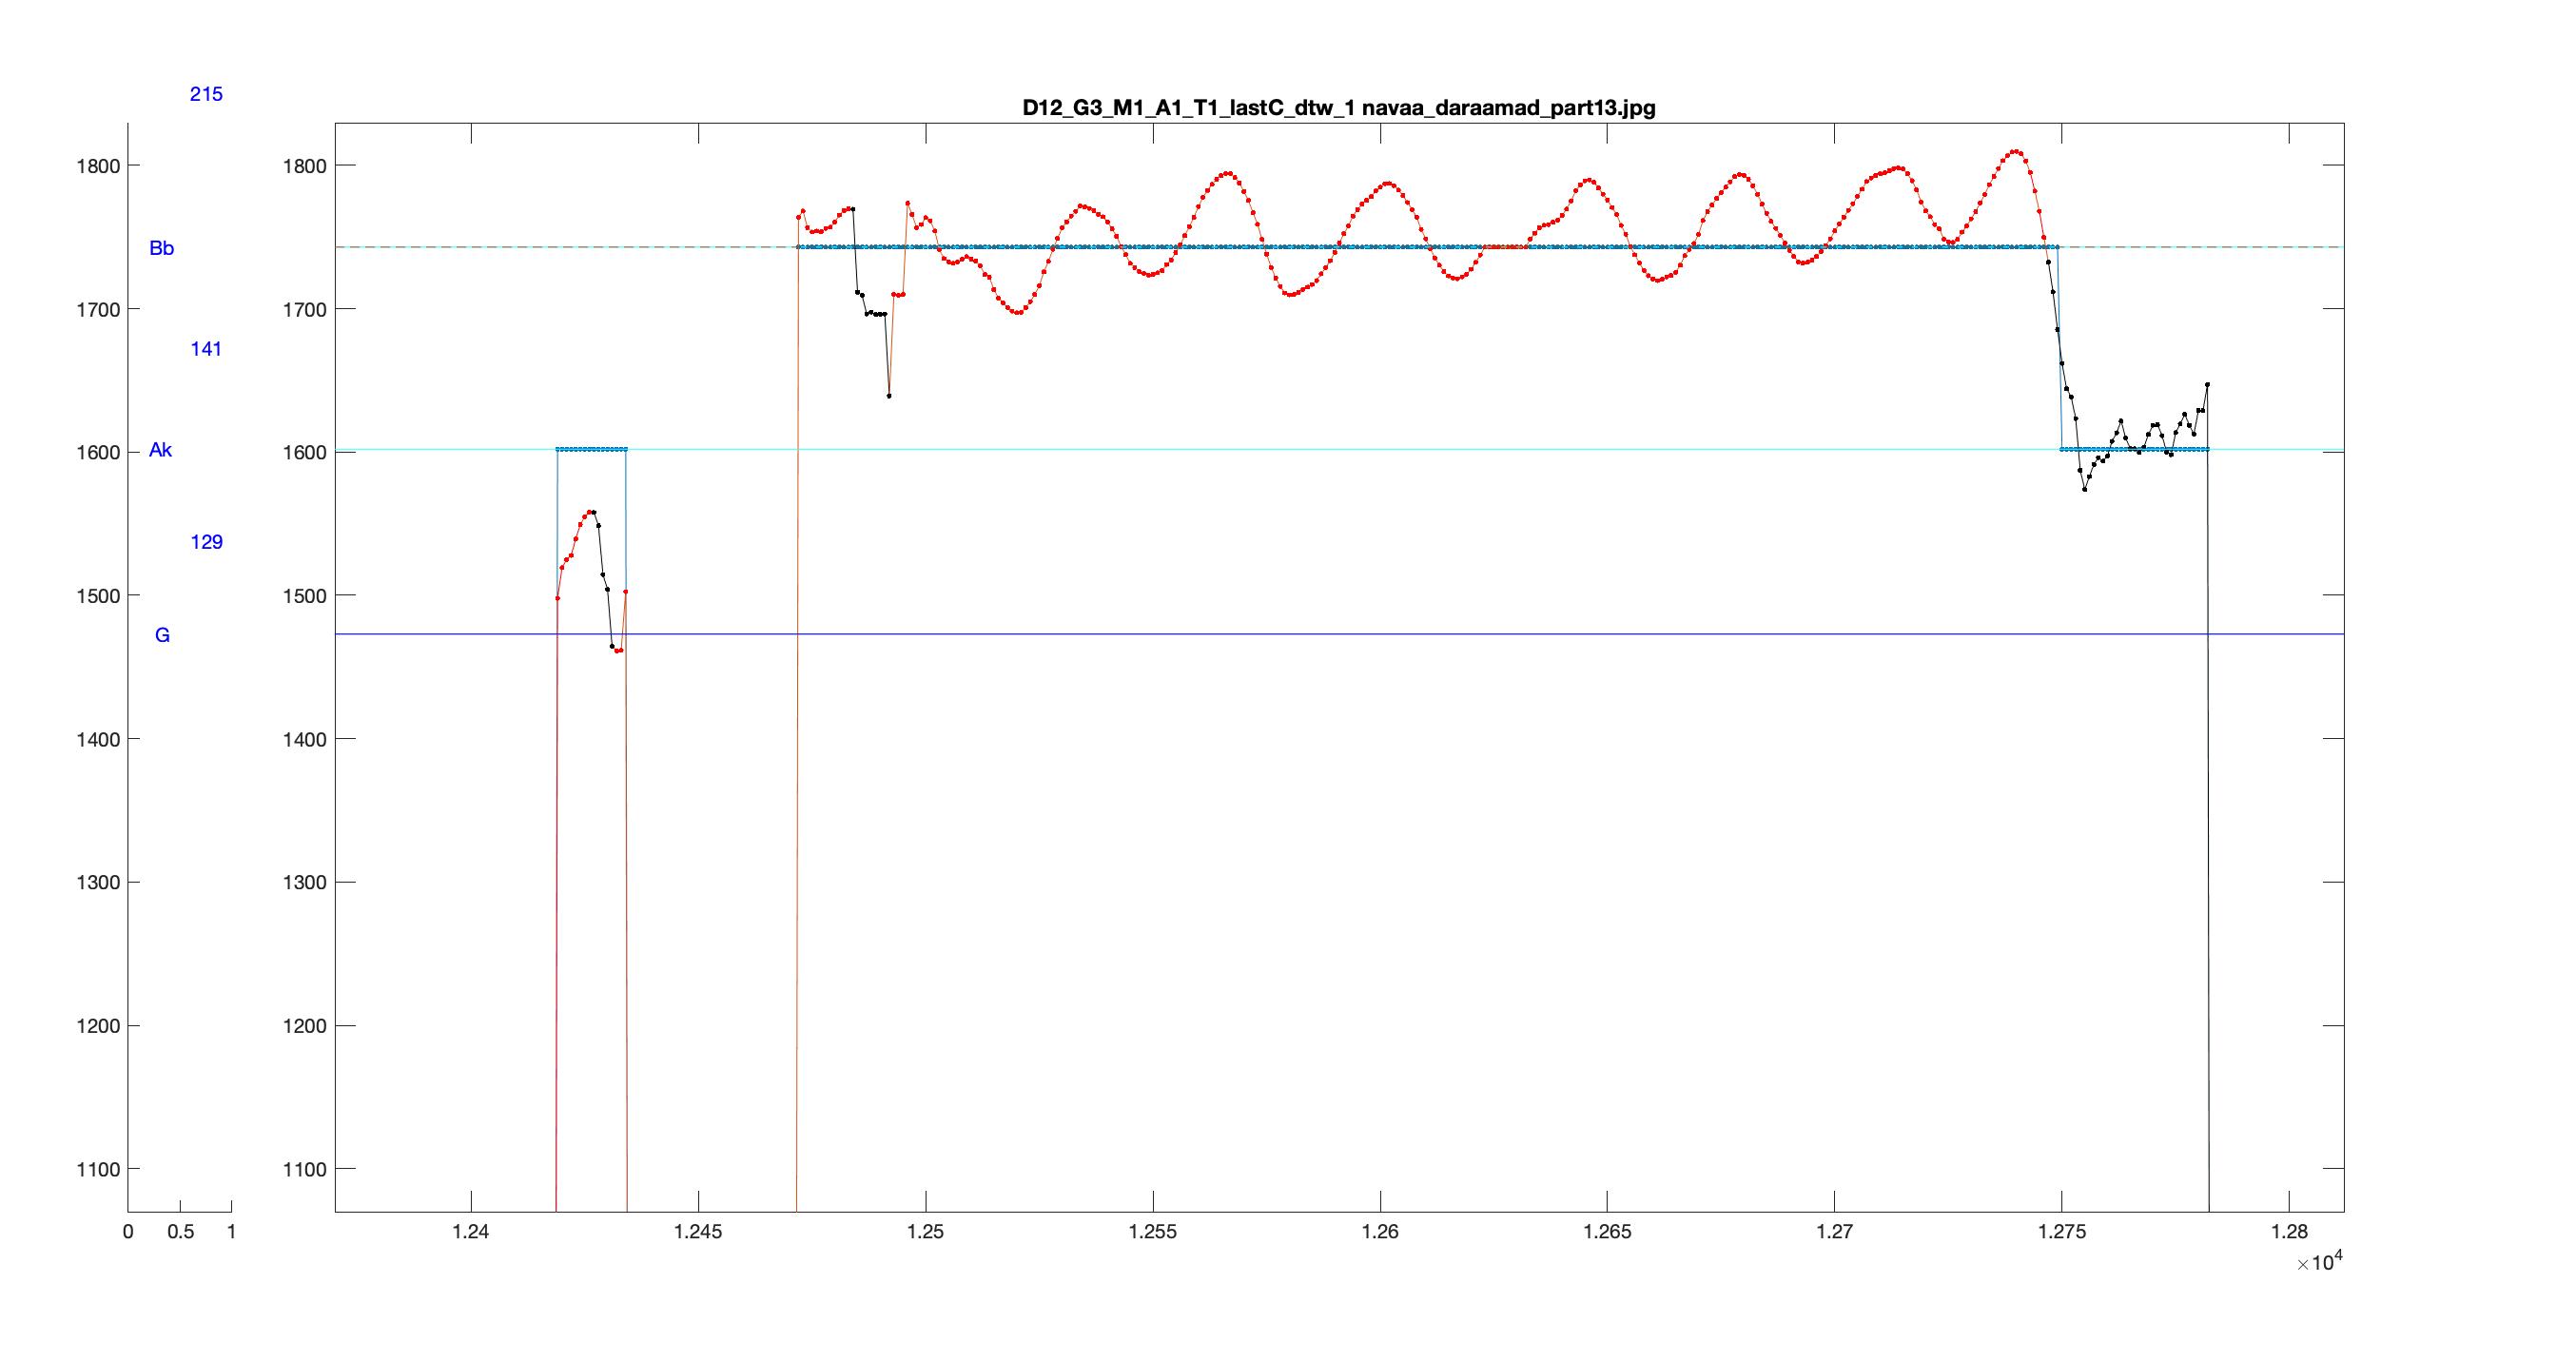 215
D12_G3_M1_A1_T1_lastC_dtw_1 navaa_daraamad_part13.jpg
1800 1800
Bb
1700 1700
141
1600 Ak 1600
129
1500 1500
G
1400 1400
1300 1300
1200 1200
1100 1100
0 0.5 1 1.24 1.245 1.25 1.255 1.26 1.265 1.27 1.275 1.28
×10^4